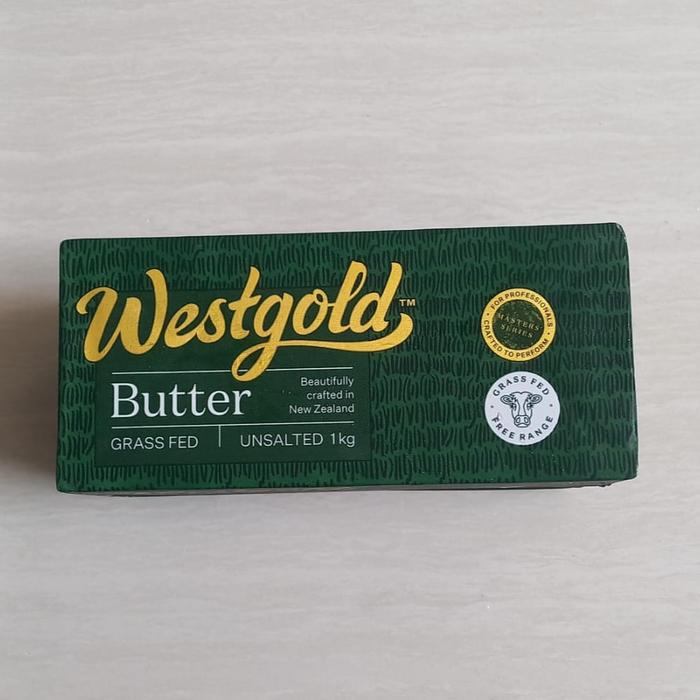 Westgold™
Butter
Beautifully
crafted in
New Zealand
GRASS FED
UNSALTED 1kg
FOR PROFESSIONALS
MASTERS
SERIES
CRAFTED TO PERFORM
GRASS FED
FREE RANGE